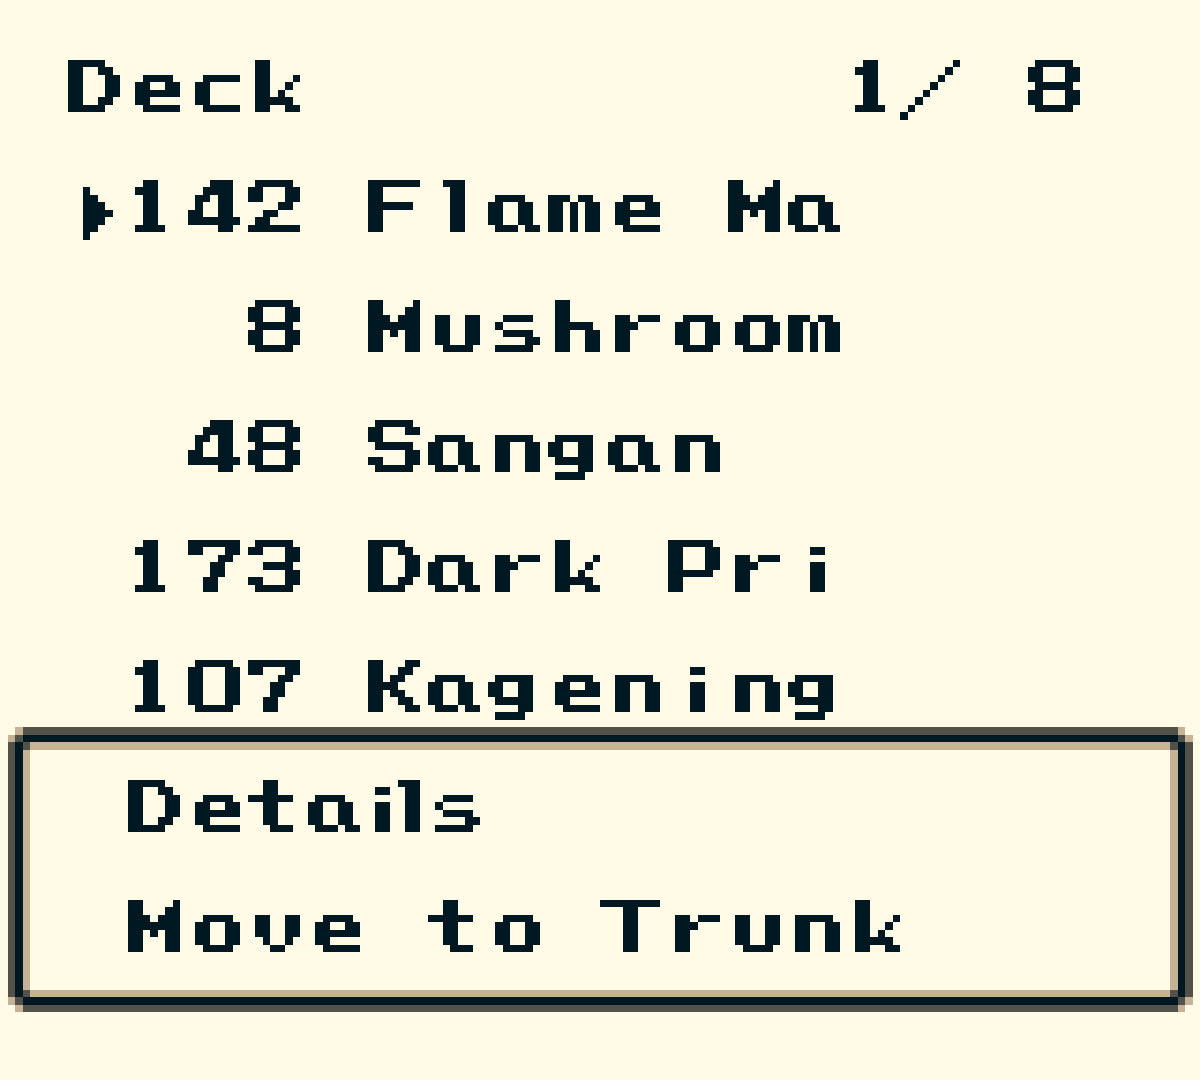 Deck 1/ 8
▶142 Flame Ma
8 Mushroom
48 Sangan
173 Dark Pri
107 Kagening
Details
Move to Trunk